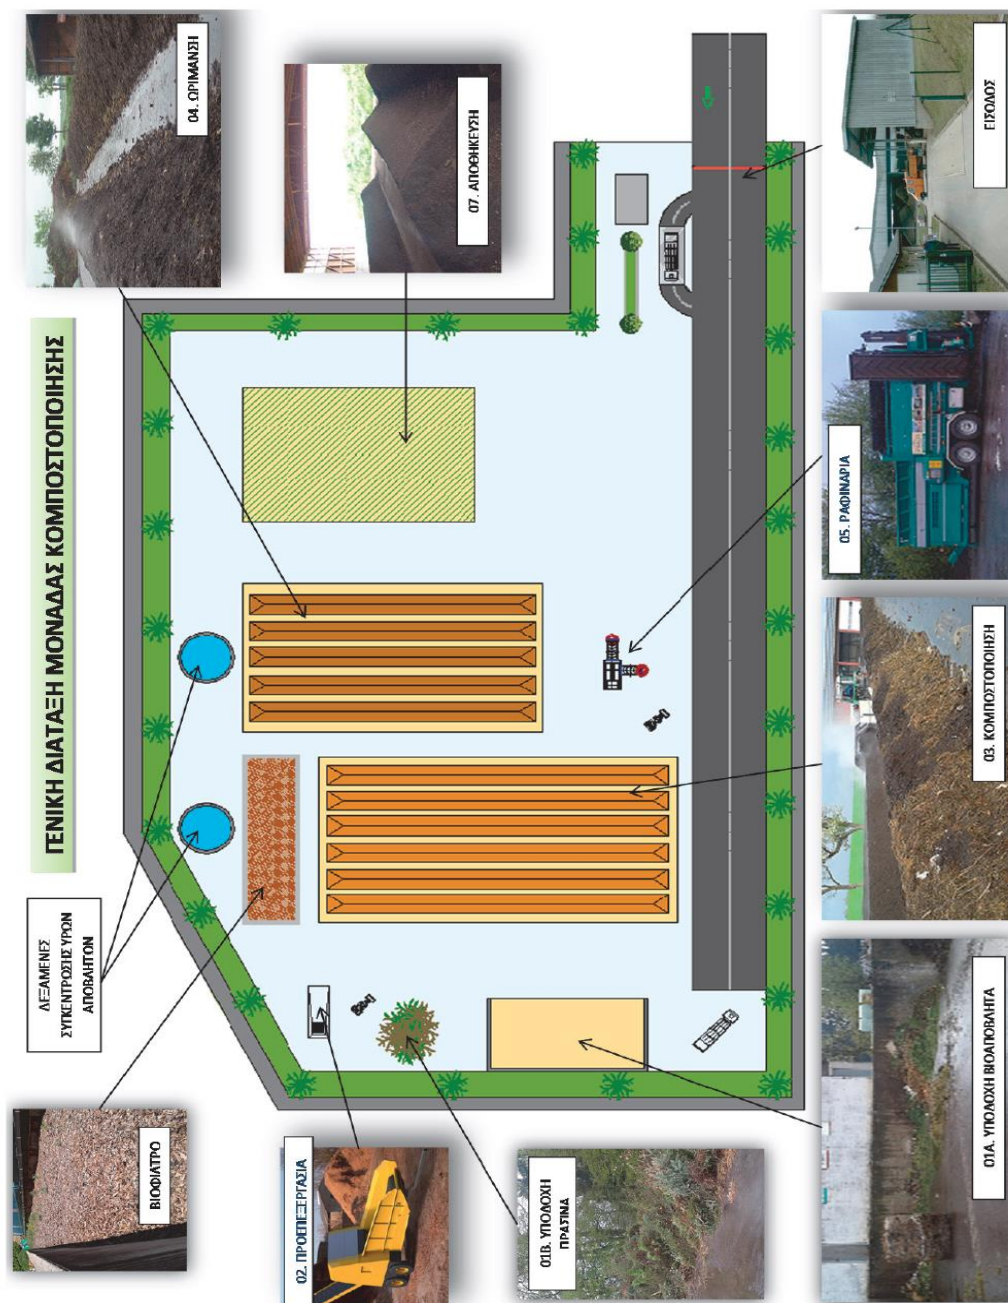 ΓΕΝΙΚΗ ΔΙΑΤΑΞΗ ΜΟΝΑΔΑΣ ΚΟΜΠΟΣΤΟΠΟΙΗΣΗΣ
ΒΙΟΦΙΛΤΡΟ
ΔΕΞΑΜΕΝΕΣ
ΣΥΓΚΕΝΤΡΩΣΗΣ ΥΓΡΩΝ
ΑΠΟΒΛΗΤΩΝ
04. ΩΡΙΜΑΝΣΗ
02. ΠΡΟΕΠΕΞΕΡΓΑΣΙΑ
07. ΑΠΟΘΗΚΕΥΣΗ
01Β. ΥΠΟΔΟΧΗ
ΠΡΑΣΙΝΑ
01Α. ΥΠΟΔΟΧΗ ΒΙΟΑΠΟΒΛΗΤΑ
03. ΚΟΜΠΟΣΤΟΠΟΙΗΣΗ
05. ΡΑΦΙΝΑΡΙΑ
ΕΙΣΟΔΟΣ